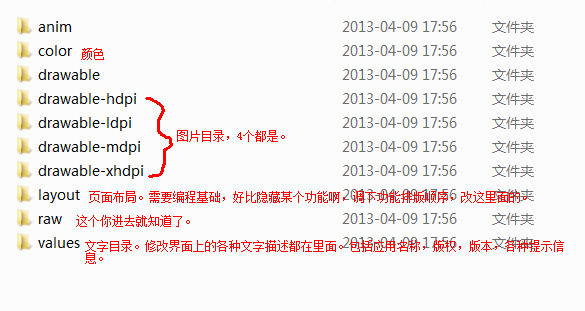 anim 2013-04-09 17:56 文件夹
color 颜色 2013-04-09 17:56 文件夹
drawable 2013-04-09 17:56 文件夹
drawable-hdpi 2013-04-09 17:56 文件夹
drawable-ldpi 2013-04-09 17:56 文件夹
图片目录，4个都是。
drawable-mdpi 2013-04-09 17:56 文件夹
drawable-xhdpi 2013-04-09 17:56 文件夹
layout 页面布局。需要编程基础，好比隐藏某个功能啊，调下功能排版顺序，改这里面的。 2013-04-09 17:56 文件夹
raw 这个你进去就知道了。 2013-04-09 17:56 文件夹
values 文字目录。修改界面上的各种文字描述都在里面。包括应用名称，版权，版本，各种提示信 2013-04-09 17:56 文件夹
息。